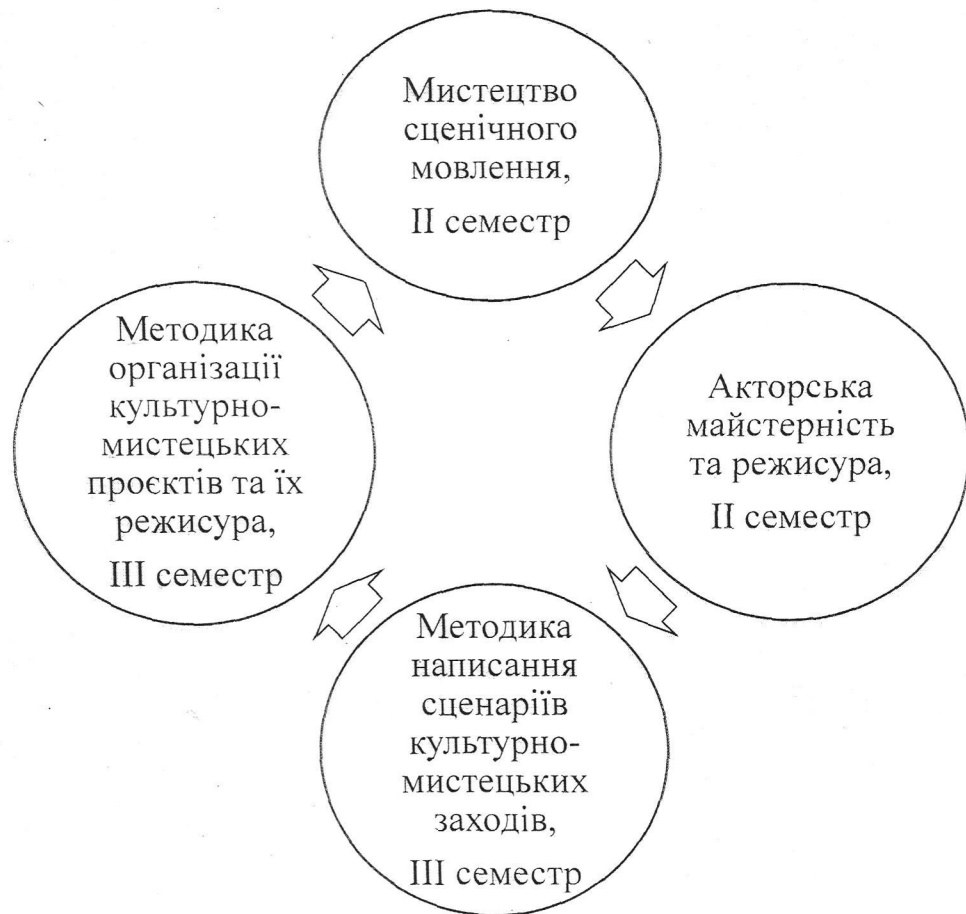 Мистецтво
сценічного
мовлення,
ІІ семестр
Акторська
майстерність
та режисура,
ІІ семестр
Методика
написання
сценаріїв
культурно-
мистецьких
заходів,
ІІІ семестр
Методика
організації
культурно-
мистецьких
проєктів та їх
режисура,
ІІІ семестр